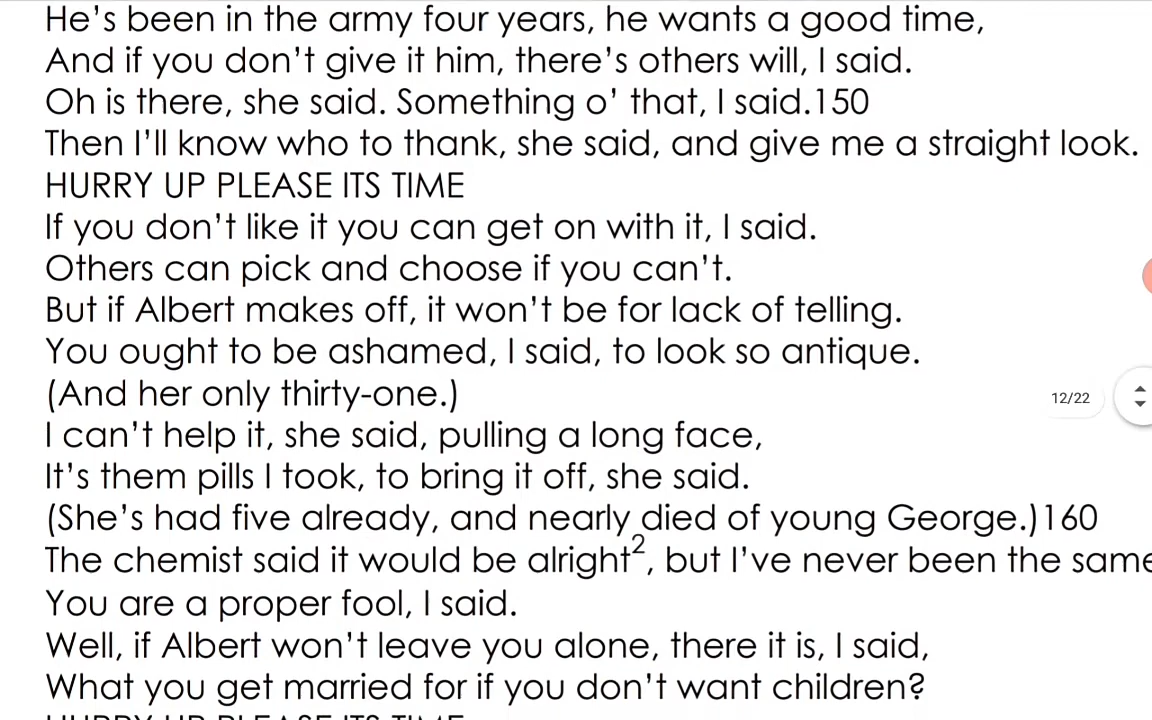 He's been in the army four years, he wants a good time,
And if you don't give it him, there's others will, I said.
Oh is there, she said. Something o' that, I said.150
Then I'll know who to thank, she said, and give me a straight look.
HURRY UP PLEASE ITS TIME
If you don't like it you can get on with it, I said.
Others can pick and choose if you can't.
But if Albert makes off, it won't be for lack of telling.
You ought to be ashamed, I said, to look so antique.
(And her only thirty-one.)
12/22
I can't help it, she said, pulling a long face,
It's them pills I took, to bring it off, she said.
(She's had five already, and nearly died of young George.)160
The chemist said it would be alright², but I've never been the same
You are a proper fool, I said.
Well, if Albert won't leave you alone, there it is, I said,
What you get married for if you don't want children?
HURRY UP PLEASE ITS TIME